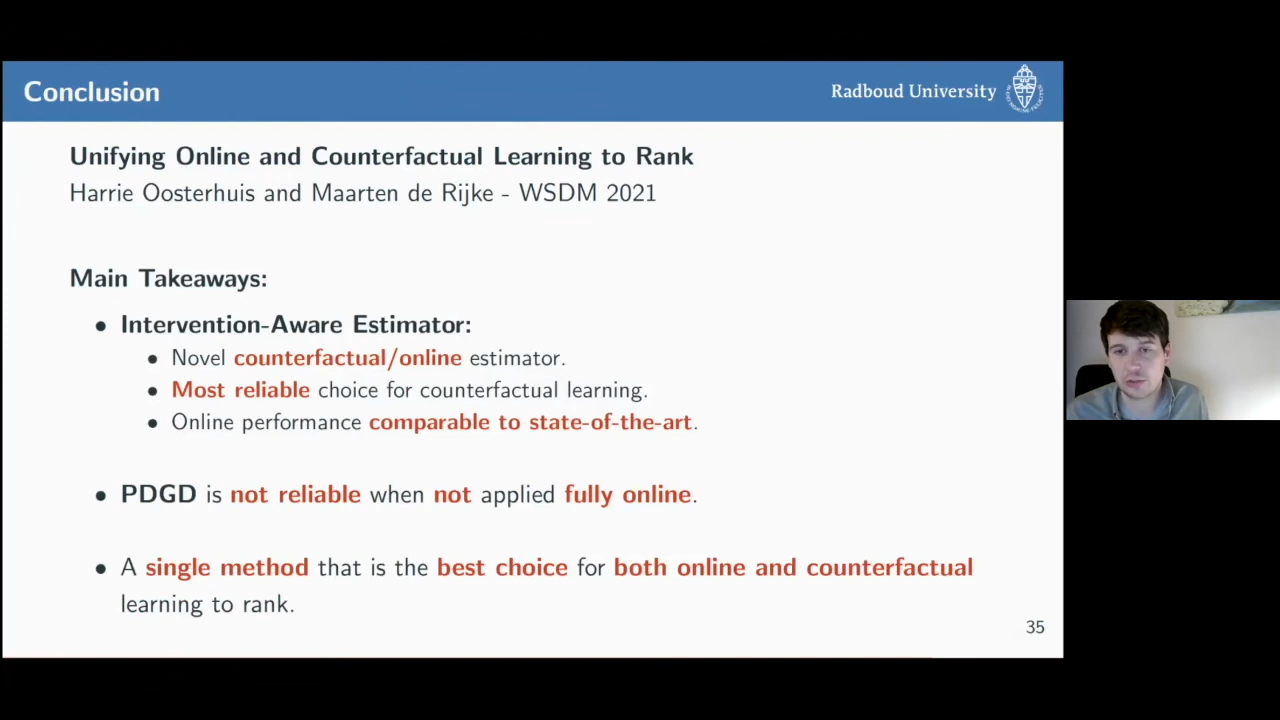 Conclusion
Radboud University
Unifying Online and Counterfactual Learning to Rank
Harrie Oosterhuis and Maarten de Rijke - WSDM 2021
Main Takeaways:
• Intervention-Aware Estimator:
• Novel counterfactual/online estimator.
• Most reliable choice for counterfactual learning.
• Online performance comparable to state-of-the-art.
• PDGD is not reliable when not applied fully online.
• A single method that is the best choice for both online and counterfactual
learning to rank.
35